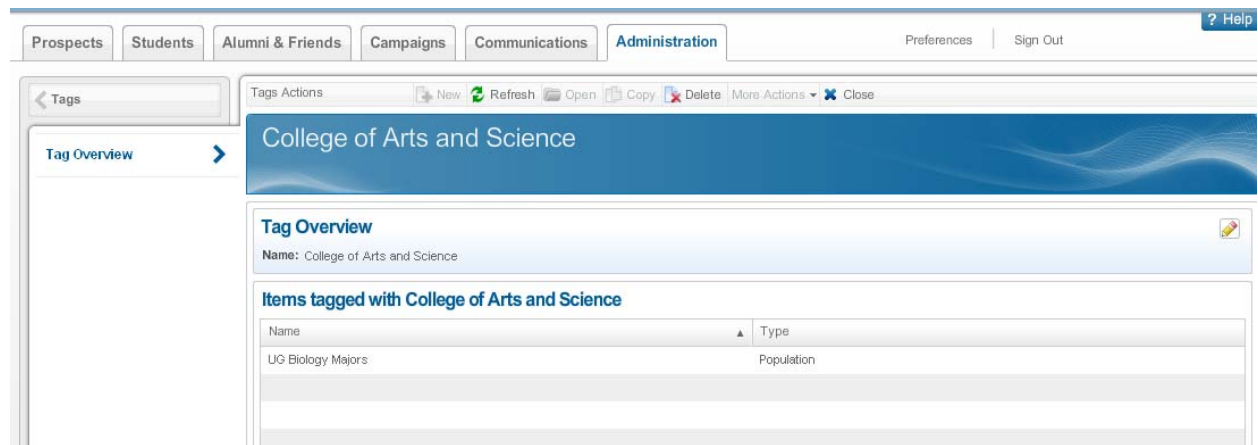 ? Help
Prospects Students Alumni & Friends Campaigns Communications Administration Preferences Sign Out
Tags
Tags Actions New Refresh Open Copy Delete More Actions Close
Tag Overview
College of Arts and Science
Tag Overview
Name: College of Arts and Science
Items tagged with College of Arts and Science
Name Type
UG Biology Majors Population